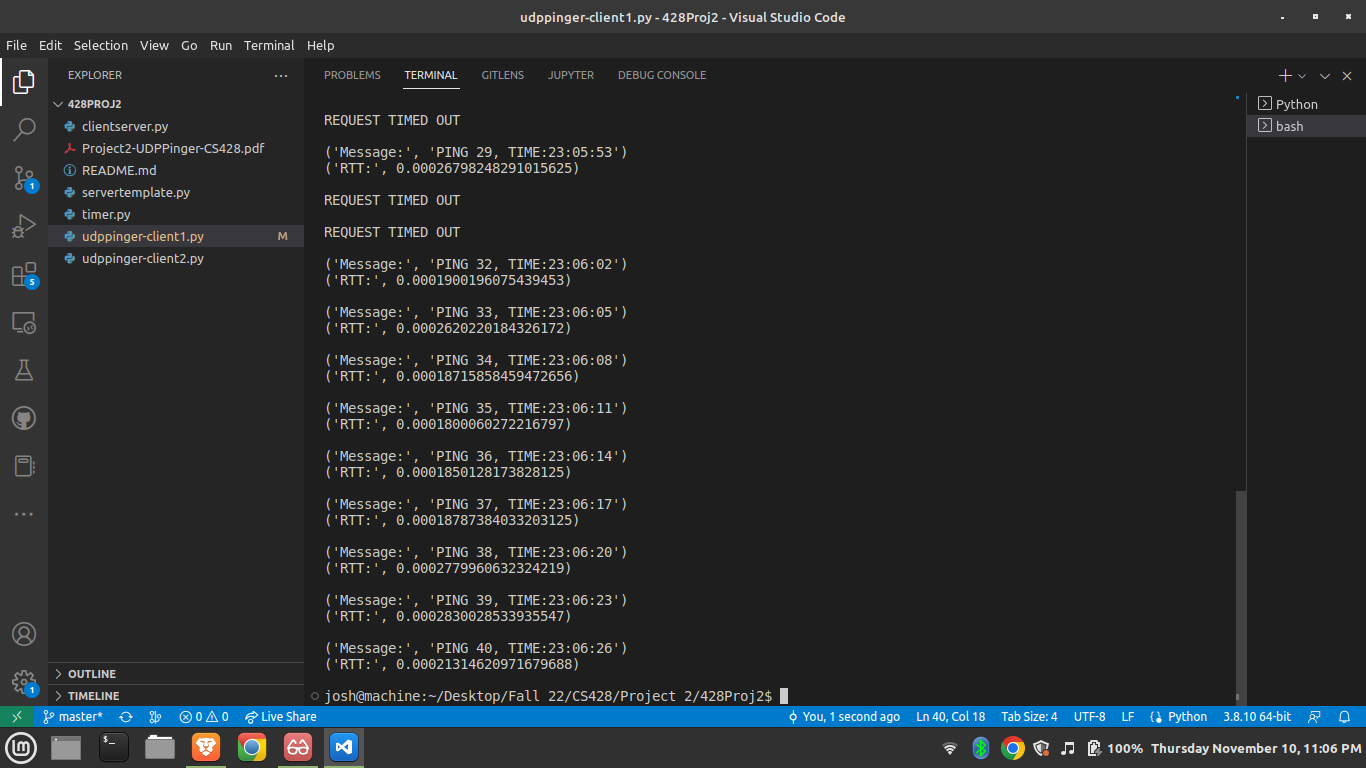 udppinger-client1.py - 428Proj2 - Visual Studio Code
File Edit Selection View Go Run Terminal Help
EXPLORER
428PROJ2
clientserver.py
Project2-UDPPinger-CS428.pdf
README.md
servertemplate.py
timer.py
udppinger-client1.py M
udppinger-client2.py
OUTLINE
TIMELINE
1
5
1
PROBLEMS TERMINAL GITLENS JUPYTER DEBUG CONSOLE
REQUEST TIMED OUT
('Message:', 'PING 29, TIME:23:05:53')
('RTT:', 0.00026798248291015625)
REQUEST TIMED OUT
REQUEST TIMED OUT
('Message:', 'PING 32, TIME:23:06:02')
('RTT:', 0.0001900196075439453)
('Message:', 'PING 33, TIME:23:06:05')
('RTT:', 0.0002620220184326172)
('Message:', 'PING 34, TIME:23:06:08')
('RTT:', 0.00018715858459472656)
('Message:', 'PING 35, TIME:23:06:11')
('RTT:', 0.0001800060272216797)
('Message:', 'PING 36, TIME:23:06:14')
('RTT:', 0.0001850128173828125)
('Message:', 'PING 37, TIME:23:06:17')
('RTT:', 0.00018787384033203125)
('Message:', 'PING 38, TIME:23:06:20')
('RTT:', 0.0002779960632324219)
('Message:', 'PING 39, TIME:23:06:23')
('RTT:', 0.0002830028533935547)
('Message:', 'PING 40, TIME:23:06:26')
('RTT:', 0.00021314620971679688)
josh@machine:~/Desktop/Fall 22/CS428/Project 2/428Proj2$
Python
bash
master* 0 0 Live Share You, 1 second ago Ln 40, Col 18 Tab Size: 4 UTF-8 LF Python 3.8.10 64-bit
100% Thursday November 10, 11:06 PM